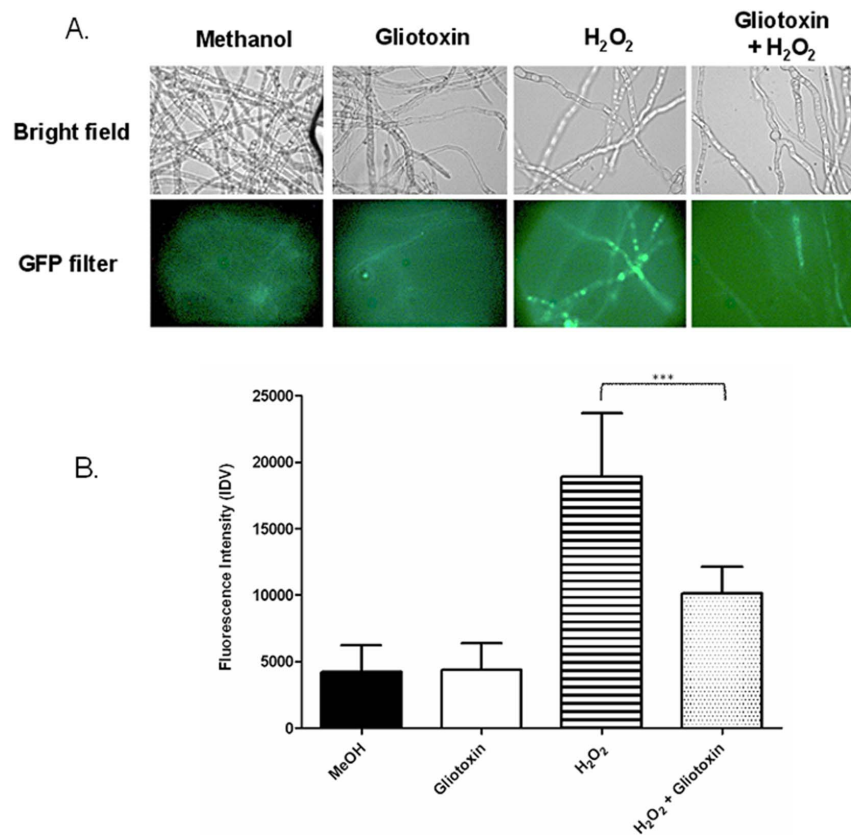 A.
Methanol
Gliotoxin
H₂O₂
Gliotoxin
+ H₂O₂
Bright field
GFP filter
B.
***
Fluorescence Intensity (IDV)
25000
20000
15000
10000
5000
0
MeOH
Gliotoxin
H₂O₂
H₂O₂ + Gliotoxin